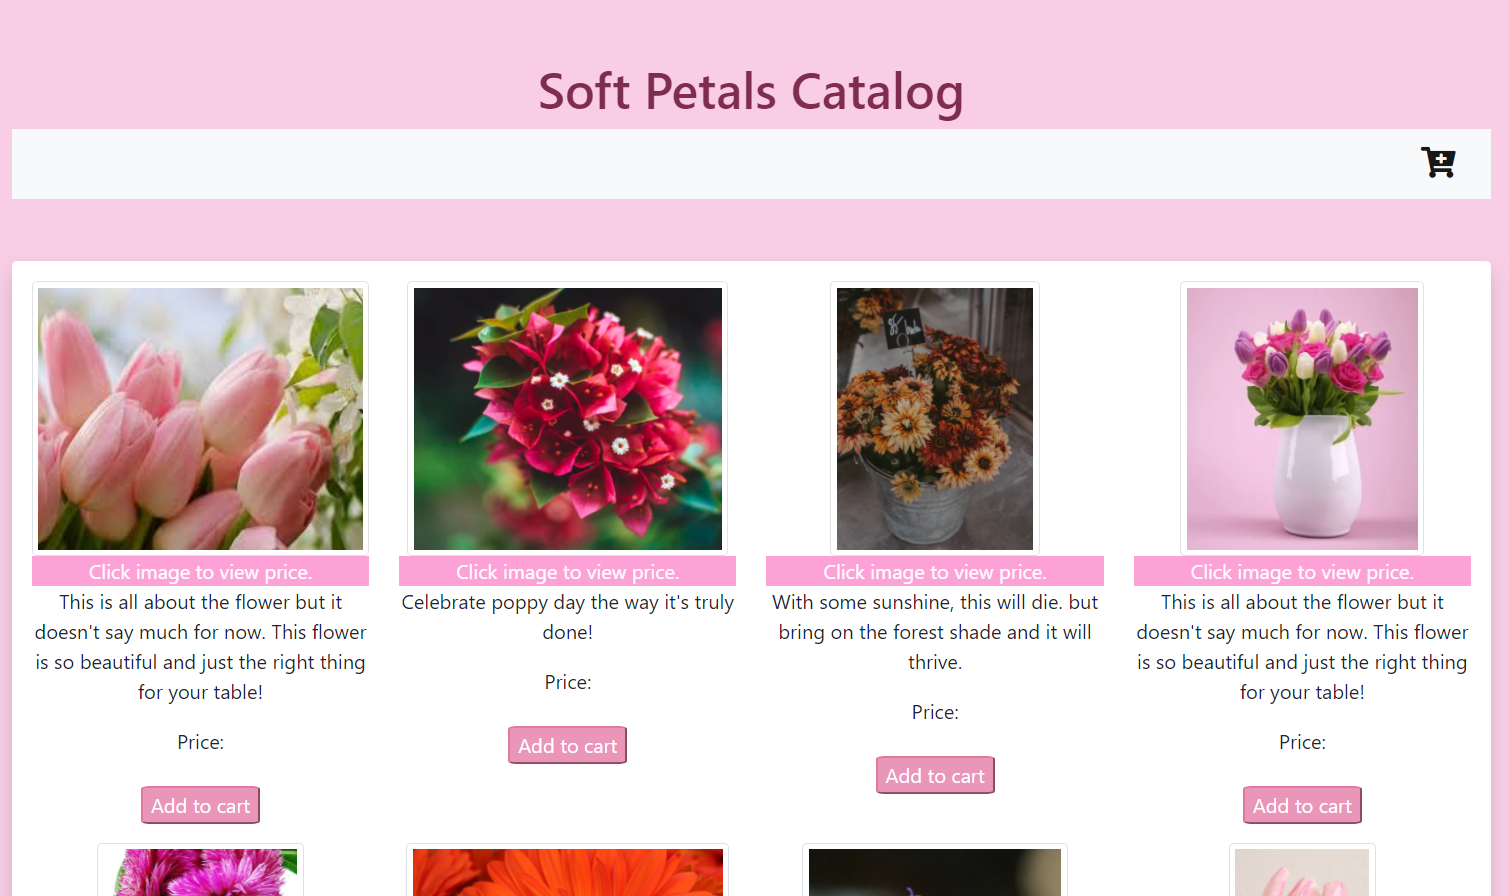 Soft Petals Catalog
Click image to view price.
This is all about the flower but it
doesn't say much for now. This flower
is so beautiful and just the right thing
for your table!
Price:
Add to cart
Click image to view price.
Celebrate poppy day the way it's truly
done!
Price:
Add to cart
Click image to view price.
With some sunshine, this will die. but
bring on the forest shade and it will
thrive.
Price:
Add to cart
Click image to view price.
This is all about the flower but it
doesn't say much for now. This flower
is so beautiful and just the right thing
for your table!
Price:
Add to cart